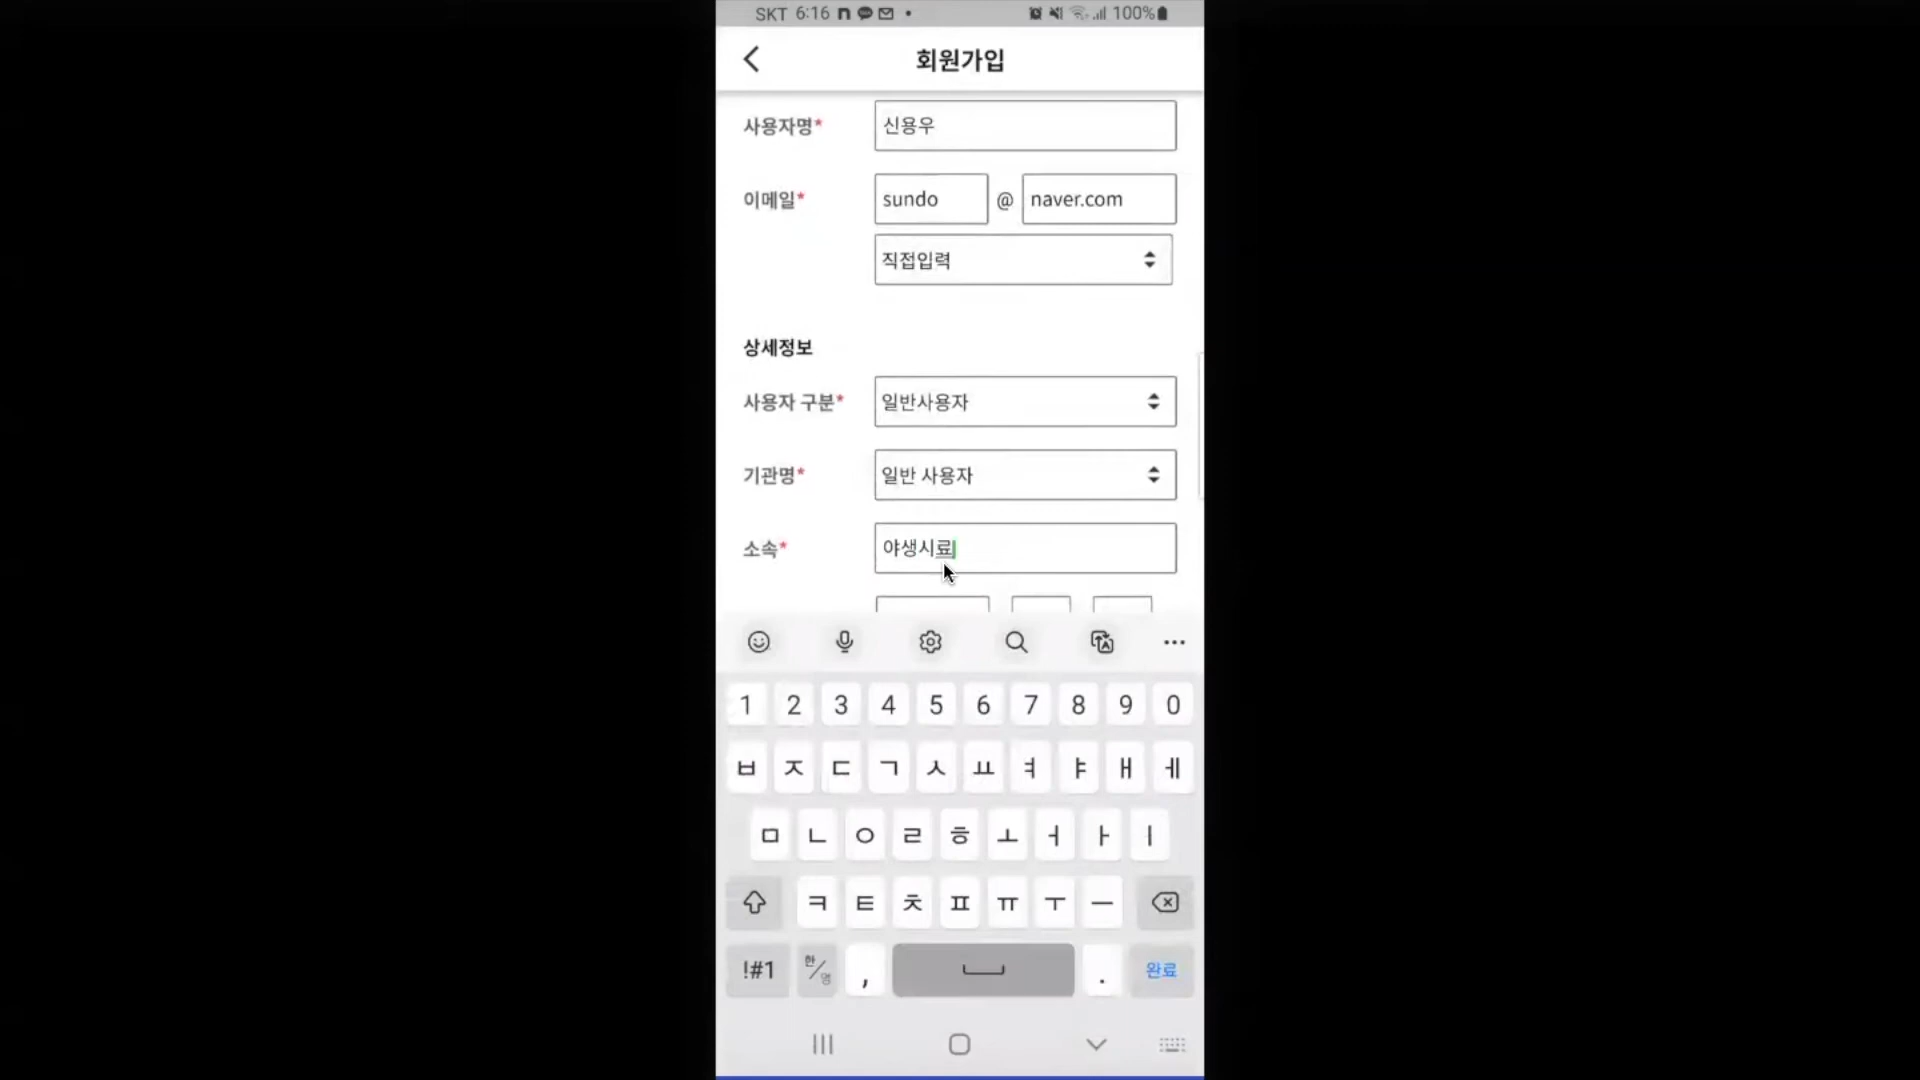 SKT 6:16 100%
회원가입
사용자명* 신용우
이메일* sundo @ naver.com
직접입력
상세정보
사용자 구분* 일반사용자
기관명* 일반 사용자
소속* 야생시료
1 2 3 4 5 6 7 8 9 0
ㅂ ㅈ ㄷ ㄱ ㅅ ㅛ ㅕ ㅑ ㅐ ㅔ
ㅁ ㄴ ㅇ ㄹ ㅎ ㅗ ㅓ ㅏ ㅣ
ㅋ ㅌ ㅊ ㅍ ㅠ ㅜ ㅡ
!#1 한/영 , . 완료